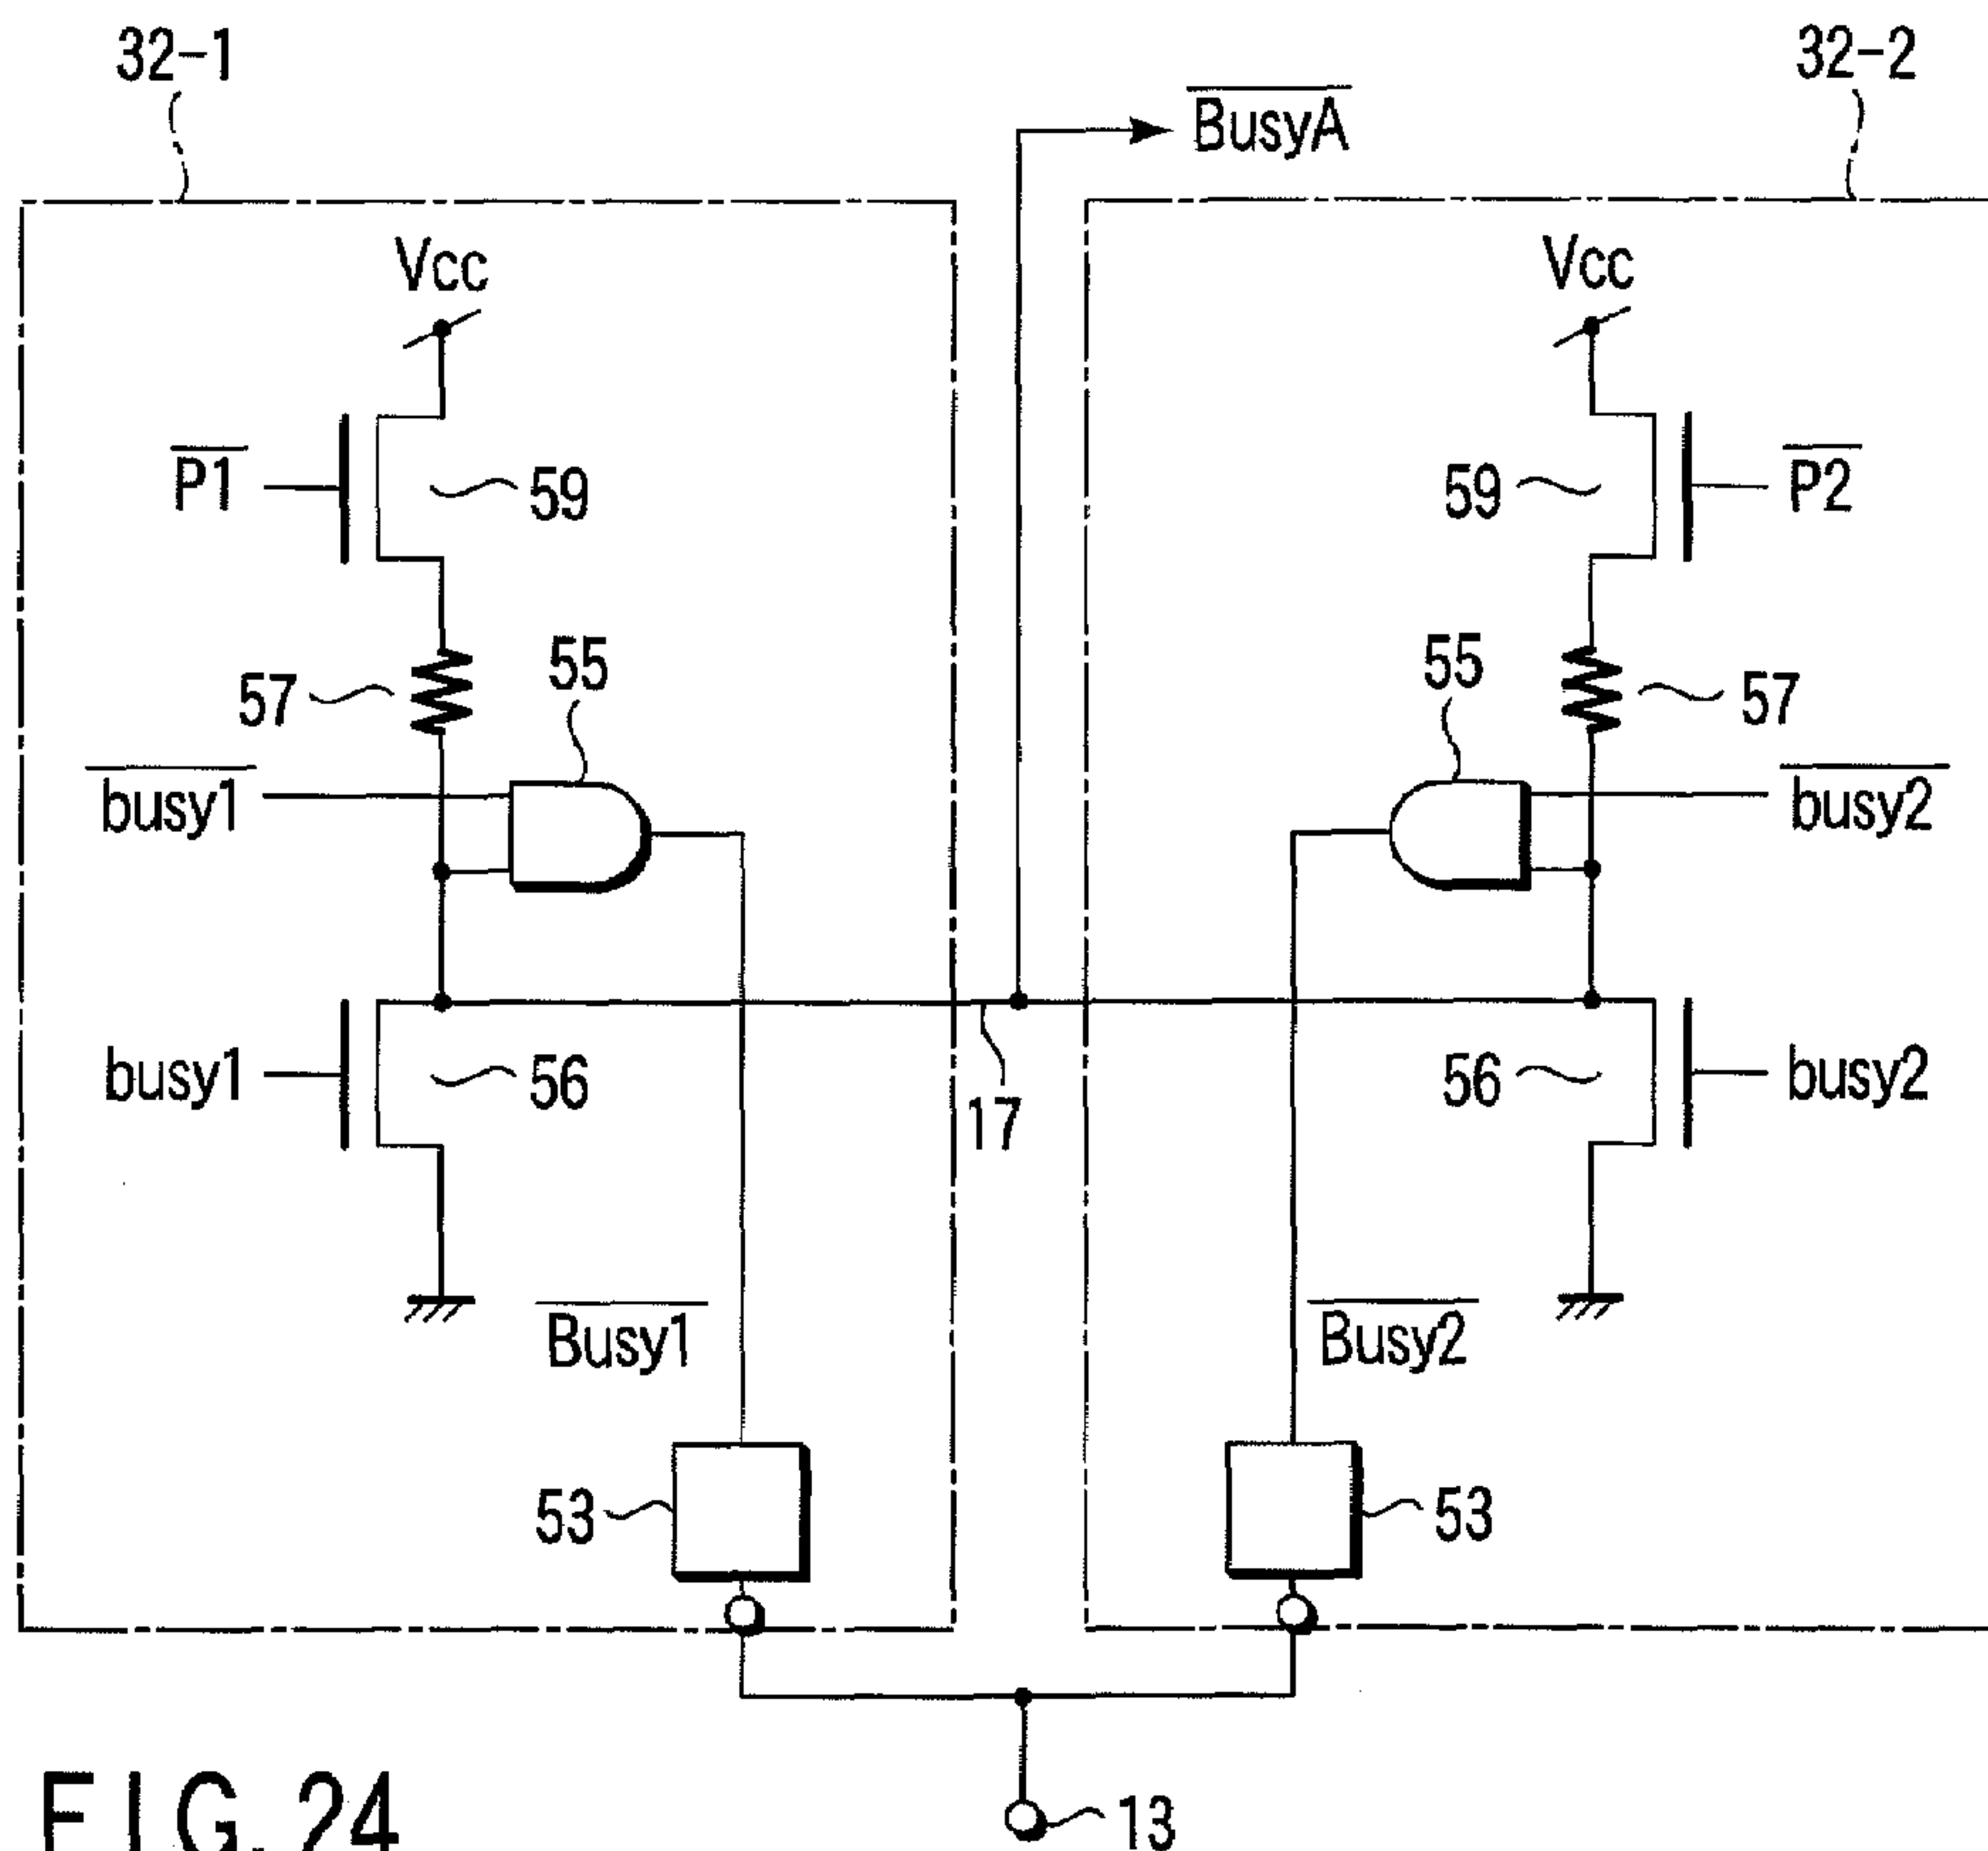 32-1
32-2
BusyA
Vcc
Vcc
P1
59
59
P2
57
55
55
57
busy1
busy2
busy1
56
17
56
busy2
Busy1
Busy2
53
53
13
FIG. 24